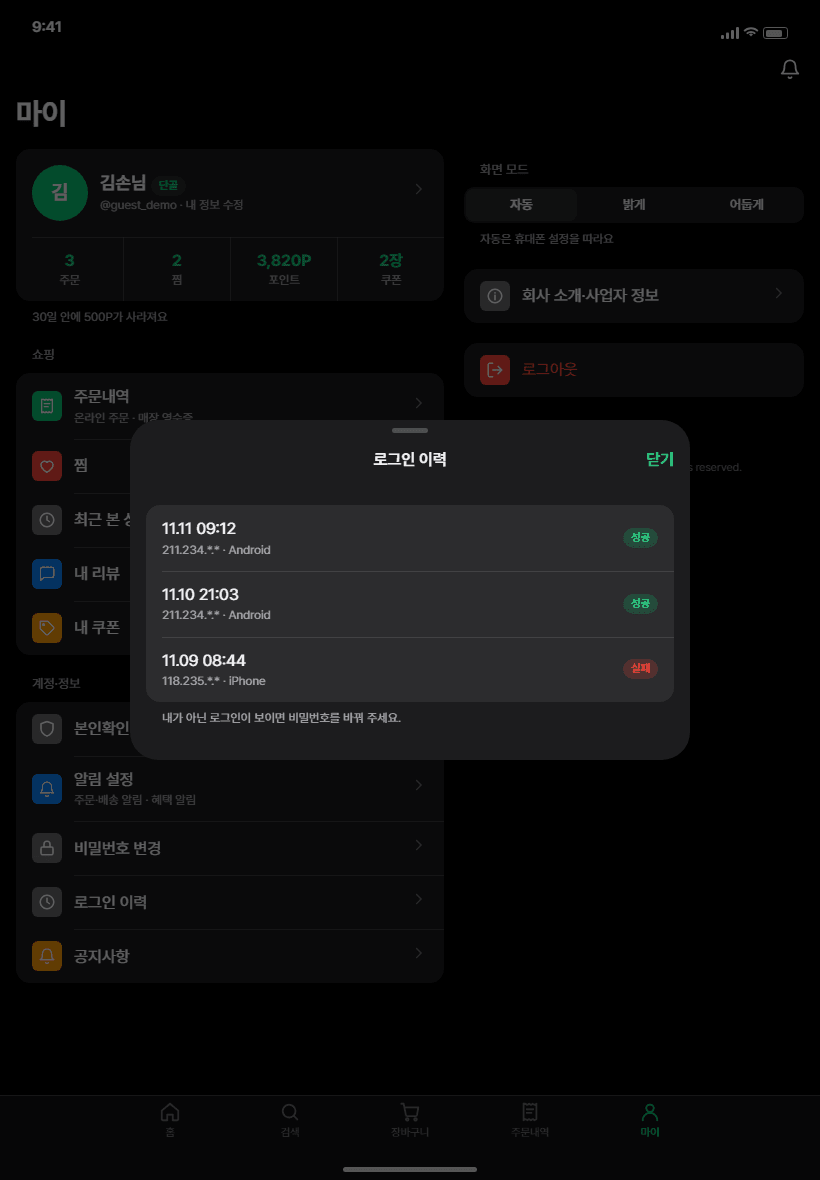 9:41
마이
김
김손님 단골
@guest_demo · 내 정보 수정
3
주문
2
찜
3,820P
포인트
2장
쿠폰
30일 안에 500P가 사라져요
쇼핑
주문내역
온라인 주문 · 매장 영수증
찜
최근 본
내 리뷰
내 쿠폰
계정·정보
본인확인
알림 설정
주문·배송 알림 · 혜택 알림
비밀번호 변경
로그인 이력
공지사항
화면 모드
자동
밝게
어둡게
자동은 휴대폰 설정을 따라요
회사 소개·사업자 정보
로그아웃
reserved.
로그인 이력
닫기
11.11 09:12
211.234.*.* · Android
성공
11.10 21:03
211.234.*.* · Android
성공
11.09 08:44
118.235.*.* · iPhone
실패
내가 아닌 로그인이 보이면 비밀번호를 바꿔 주세요.
홈
검색
장바구니
주문내역
마이